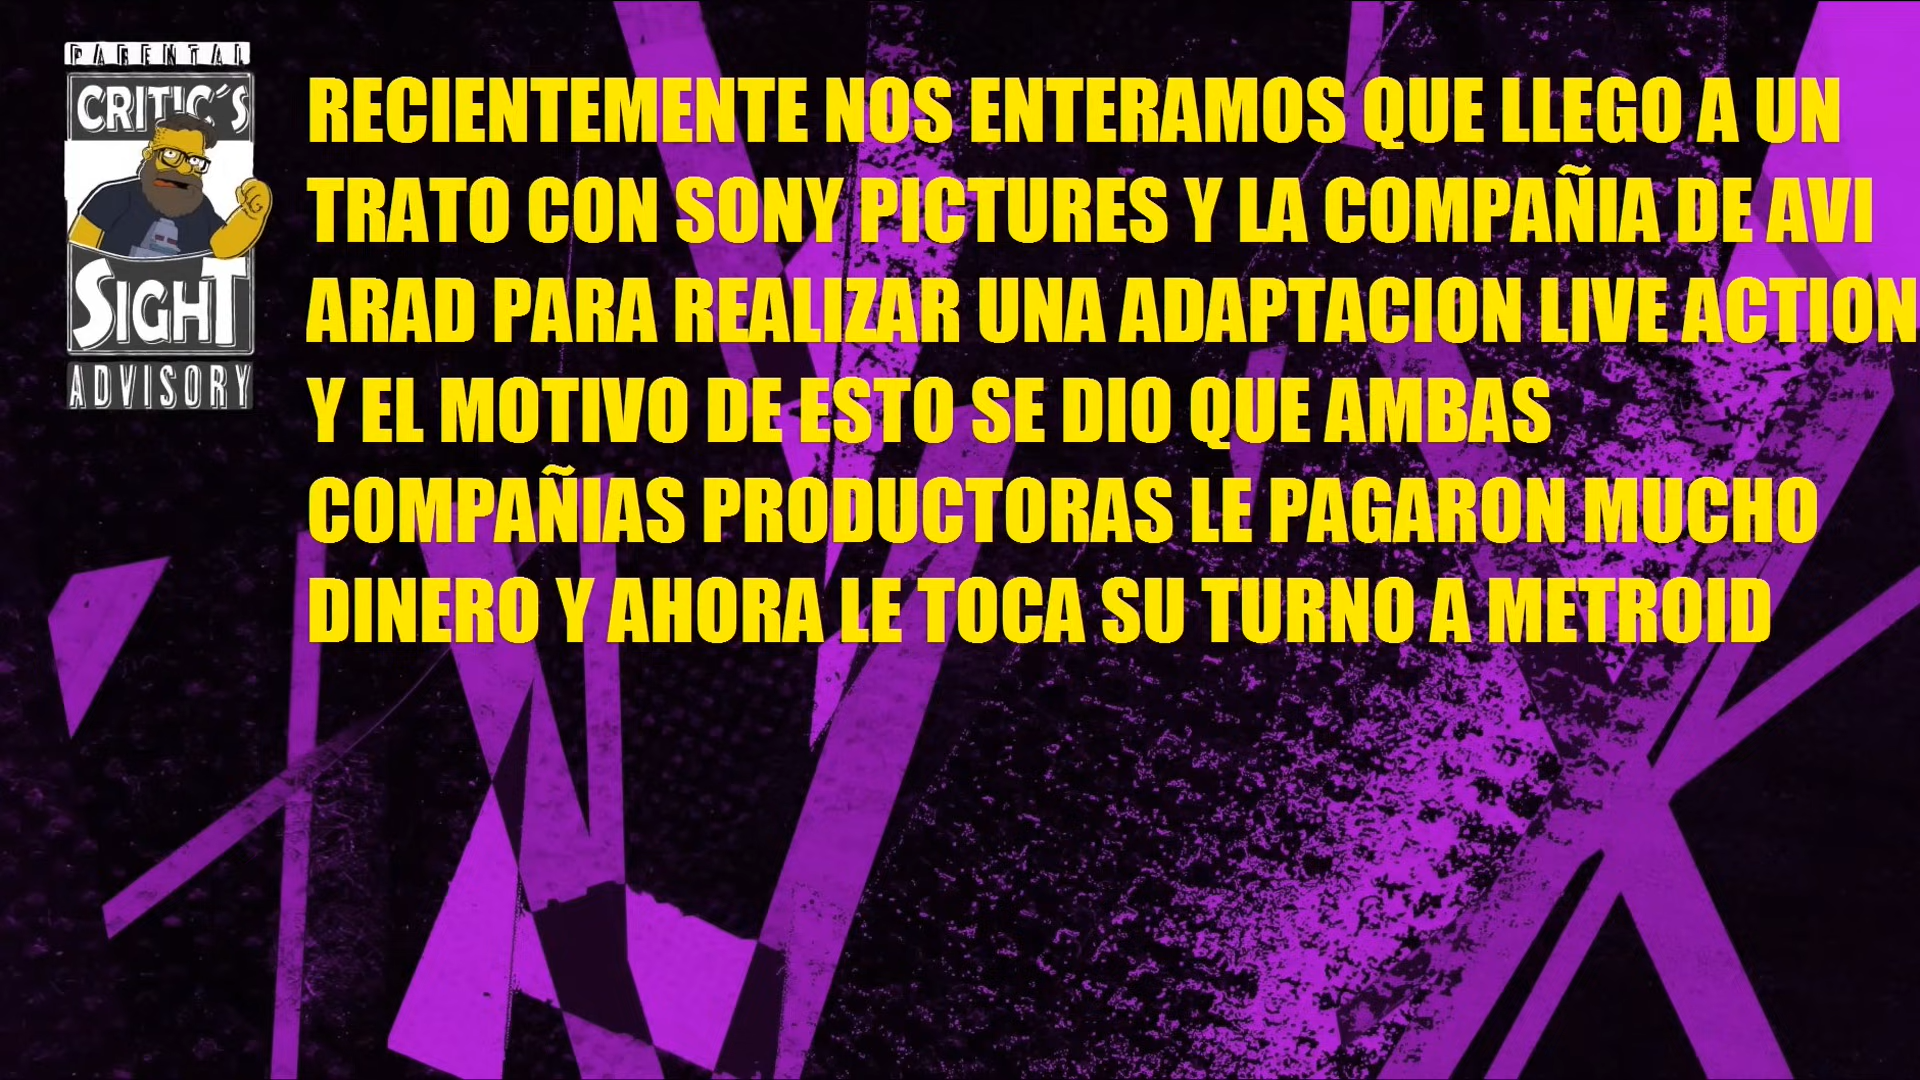 PARENTAL
CRITIC´S
SIGHT
ADVISORY
RECIENTEMENTE NOS ENTERAMOS QUE LLEGO A UN
TRATO CON SONY PICTURES Y LA COMPAÑIA DE AVI
ARAD PARA REALIZAR UNA ADAPTACION LIVE ACTION
Y EL MOTIVO DE ESTO SE DIO QUE AMBAS
COMPAÑIAS PRODUCTORAS LE PAGARON MUCHO
DINERO Y AHORA LE TOCA SU TURNO A METROID